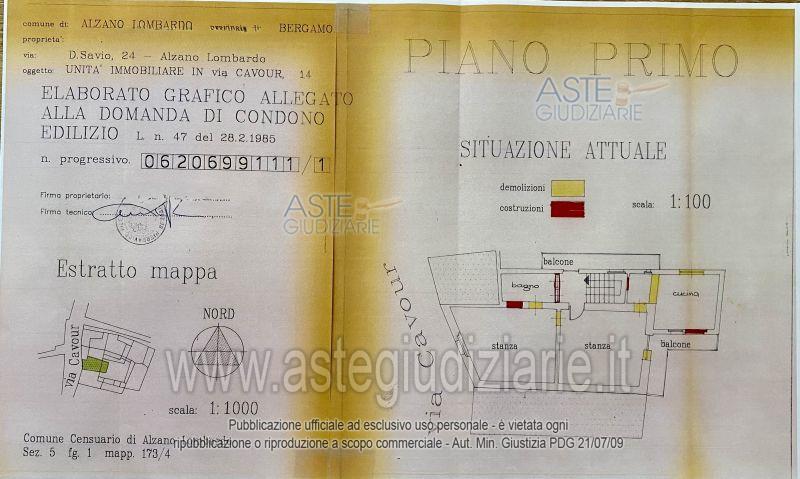 comune di: ALZANO LOMBARDO BERGAMO
proprietà:
via: D. Savio, 24 - Alzano Lombardo
oggetto: UNITA' IMMOBILIARE IN via CAVOUR, 14
ELABORATO GRAFICO ALLEGATO
ALLA DOMANDA DI CONDONO
EDILIZIO L. n. 47 del 28.2.1985
n. progressivo. 0620699111/1
Firma proprietario:
Firma tecnico
Estratto mappa
via Cavour
NORD
scala: 1:1000
Comune Censuario di Alzano Lombardo
Sez. 5 fg. 1 mapp. 173/4
PIANO PRIMO
ASTE
GIUDIZIARIE
SITUAZIONE ATTUALE
demolizioni
costruzioni
scala: 1:100
ASTE
GIUDIZIARIE
via Cavour
balcone
bagno
cucina
stanza
stanza
balcone
www.astegiudiziarie.it
Pubblicazione ufficiale ad esclusivo uso personale - è vietata ogni
ripubblicazione o riproduzione a scopo commerciale - Aut. Min. Giustizia PDG 21/07/09